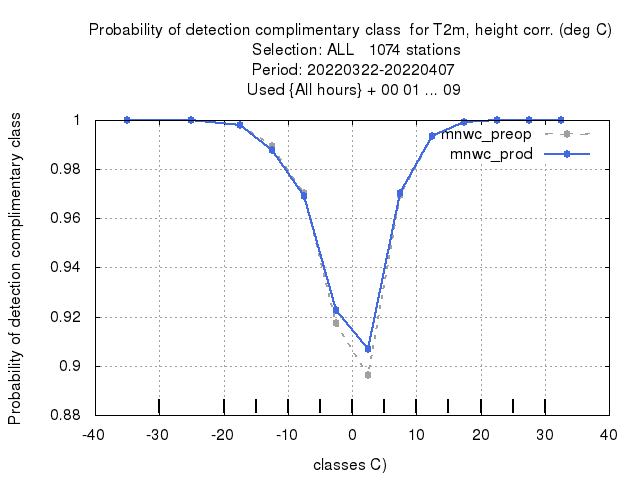 Probability of detection complimentary class  for T2m, height corr. (deg C)
Selection: ALL   1074 stations
Period: 20220322-20220407
Used {All hours} + 00 01 ... 09
Probability of detection complimentary class
1
0.98
0.96
0.94
0.92
0.9
0.88
mnwc_preop
mnwc_prod
-40 -30 -20 -10 0 10 20 30 40
classes C)